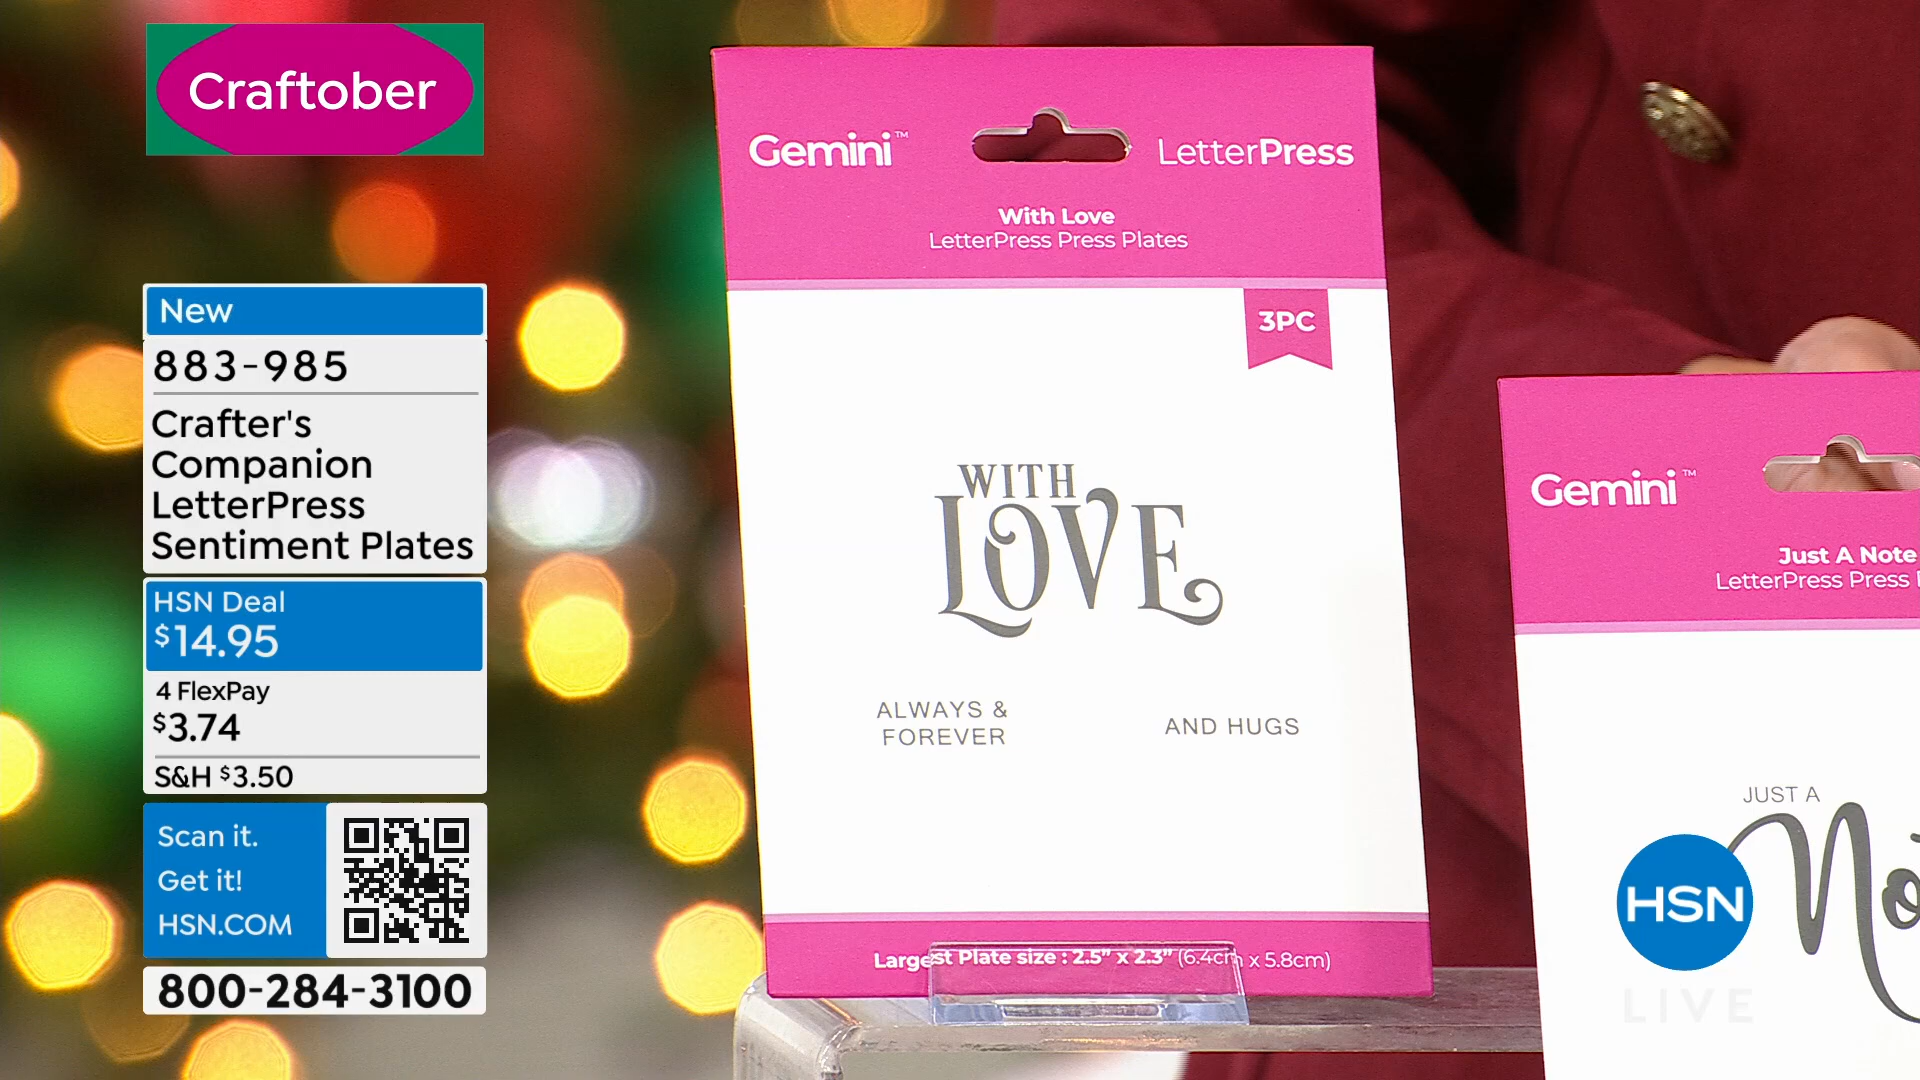 Craftober
New
883-985
Crafter's
Companion
LetterPress
Sentiment Plates
HSN Deal
$14.95
4 FlexPay
$3.74
S&H $3.50
Scan it.
Get it!
HSN.COM
800-284-3100
Gemini™ LetterPress
With Love
LetterPress Press Plates
3PC
WITH
LOVE
ALWAYS &
FOREVER
AND HUGS
Largest Plate size : 2.5" x 2.3" (6.4cm x 5.8cm)
Gemini™
Just A Note
LetterPress Press
JUST A
HSN
LIVE